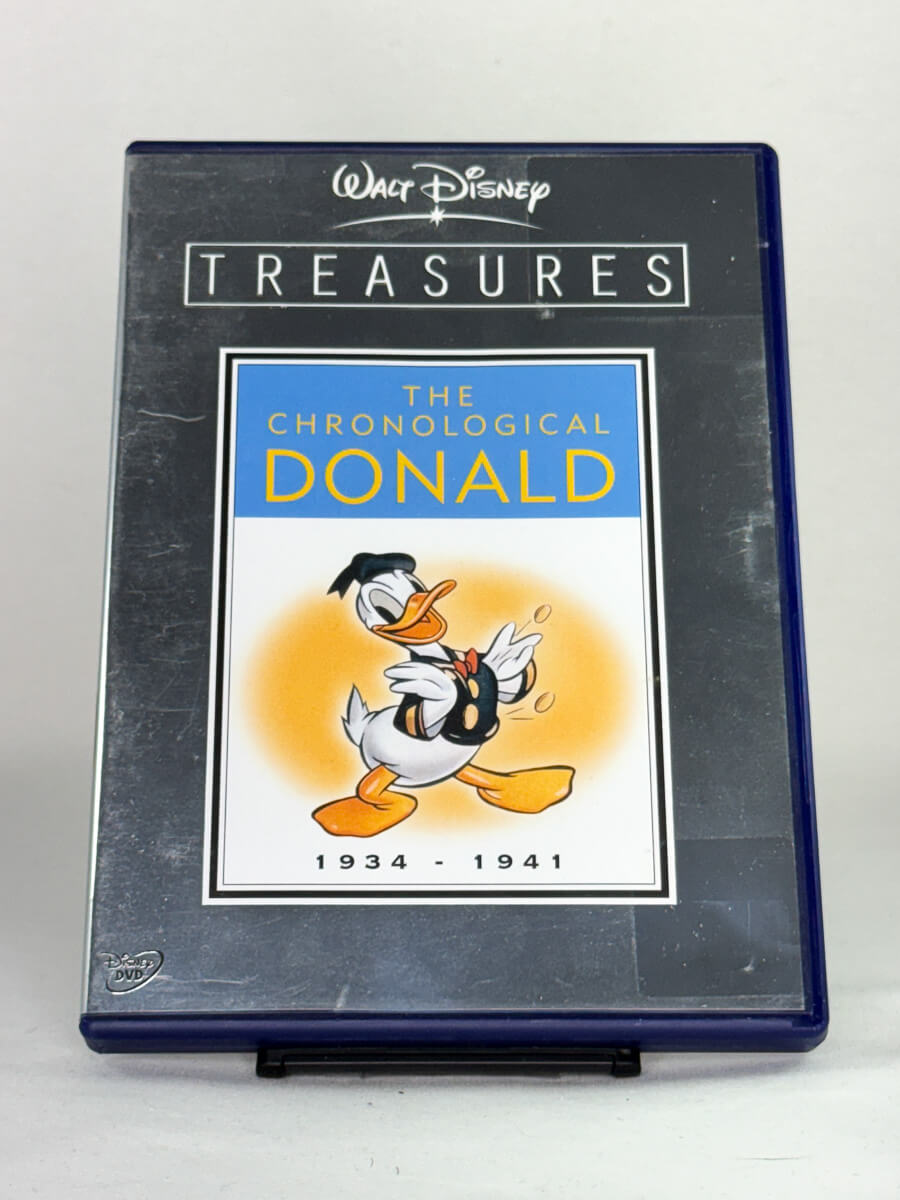 WALT DISNEY
TREASURES
THE
CHRONOLOGICAL
DONALD
1934 - 1941
DISNEY
DVD